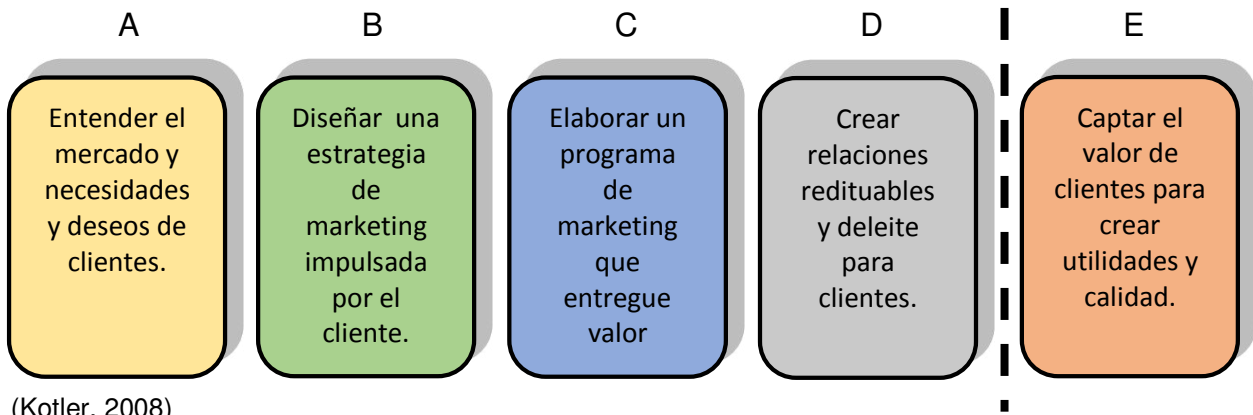 A
B
C
D
E
Entender el
mercado y
necesidades
y deseos de
clientes.
Diseñar una
estrategia
de
marketing
impulsada
por el
cliente.
Elaborar un
programa
de
marketing
que
entregue
valor
Crear
relaciones
redituables
y deleite
para
clientes.
Captar el
valor de
clientes para
crear
utilidades y
calidad.
(Kotler, 2008)